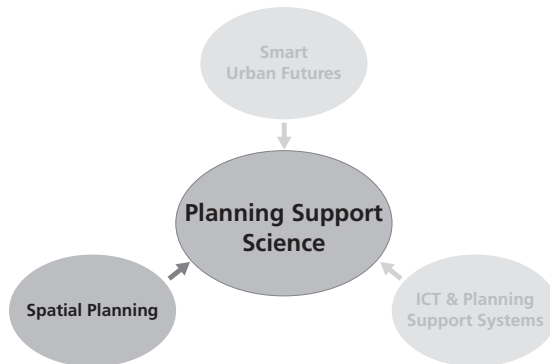 Smart
Urban Futures
Planning Support
Science
Spatial Planning
ICT & Planning
Support Systems